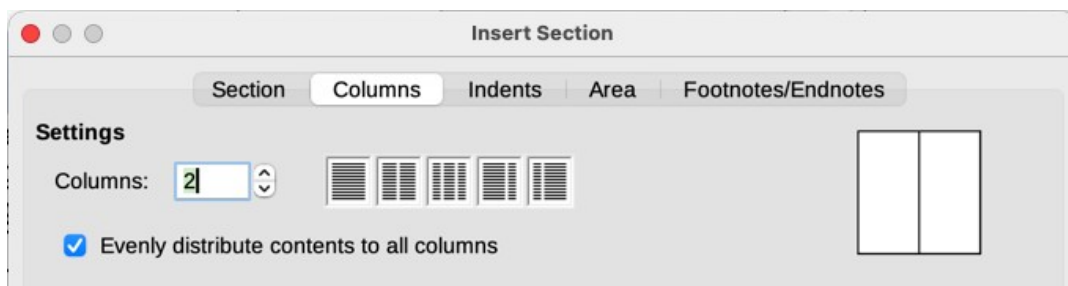 Insert Section
Section Columns Indents Area Footnotes/Endnotes
Settings
Columns: 2
Evenly distribute contents to all columns